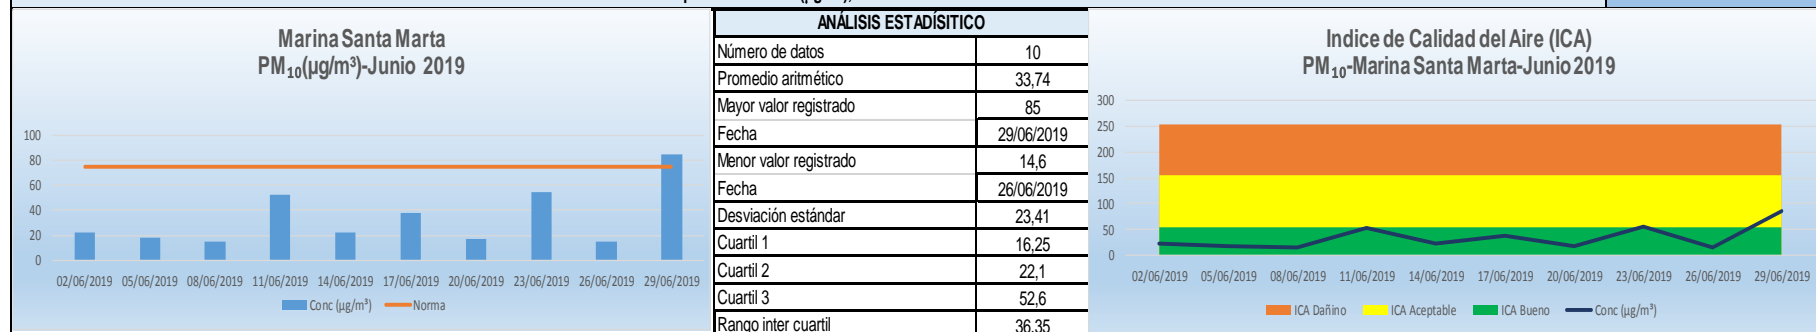 Marina Santa Marta
PM₁₀(µg/m³)-Junio 2019
100
80
60
40
20
0
02/06/2019 05/06/2019 08/06/2019 11/06/2019 14/06/2019 17/06/2019 20/06/2019 23/06/2019 26/06/2019 29/06/2019
Conc (µg/m³) Norma
ANÁLISIS ESTADÍSITICO
Número de datos 10
Promedio aritmético 33,74
Mayor valor registrado 85
Fecha 29/06/2019
Menor valor registrado 14,6
Fecha 26/06/2019
Desviación estándar 23,41
Cuartil 1 16,25
Cuartil 2 22,1
Cuartil 3 52,6
Rango inter cuartil 36,35
Indice de Calidad del Aire (ICA)
PM₁₀-Marina Santa Marta-Junio 2019
300
250
200
150
100
50
0
02/06/2019 05/06/2019 08/06/2019 11/06/2019 14/06/2019 17/06/2019 20/06/2019 23/06/2019 26/06/2019 29/06/2019
ICA Dañino ICA Aceptable ICA Bueno Conc (µg/m³)